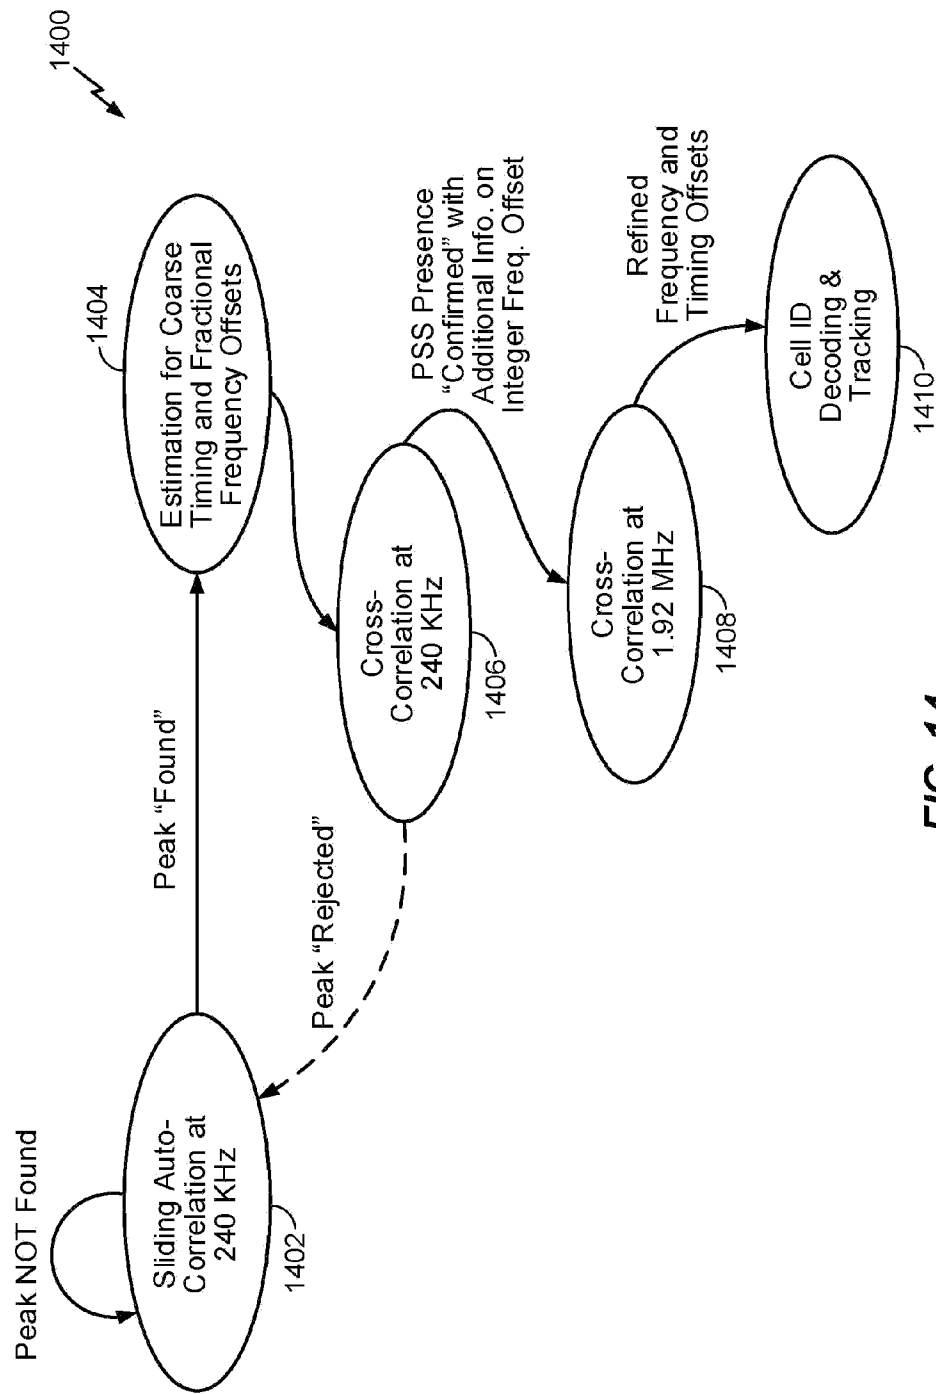 1400
Peak NOT Found
Sliding Auto-
Correlation at
240 KHz
1402
Peak “Found”
1404
Estimation for Coarse
Timing and Fractional
Frequency Offsets
Peak “Rejected”
Cross-
Correlation at
240 KHz
1406
PSS Presence
“Confirmed” with
Additional Info. on
Integer Freq. Offset
Cross-
Correlation at
1.92 MHz
1408
Refined
Frequency and
Timing Offsets
Cell ID
Decoding &
Tracking
1410
FIG. 14